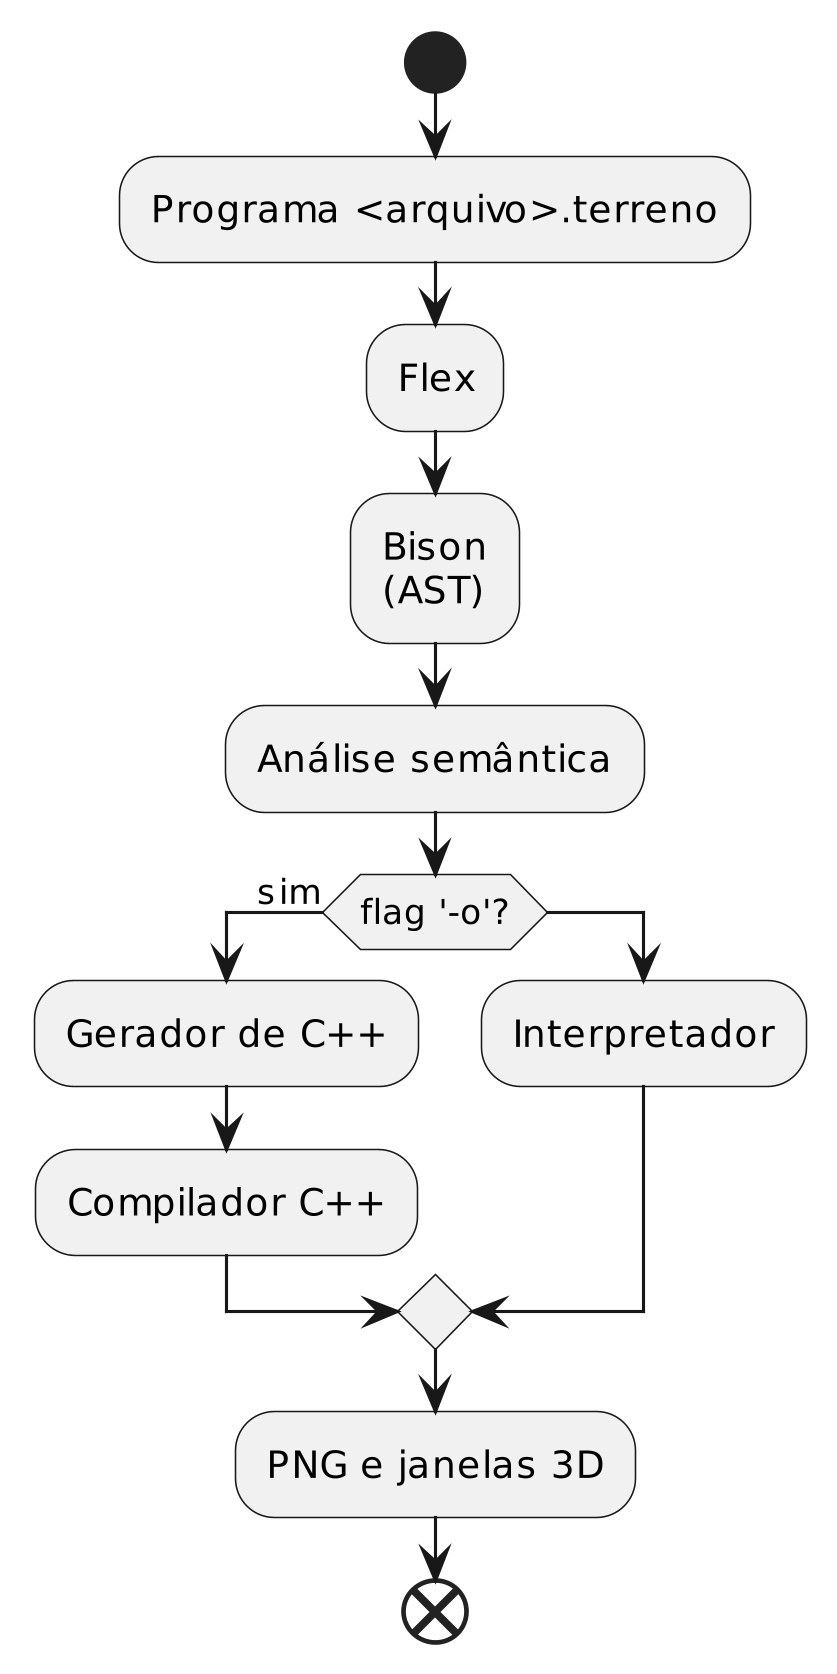 Programa <arquivo>.terreno
Flex
Bison
(AST)
Análise semântica
sim
flag '-o'?
Gerador de C++
Interpretador
Compilador C++
PNG e janelas 3D